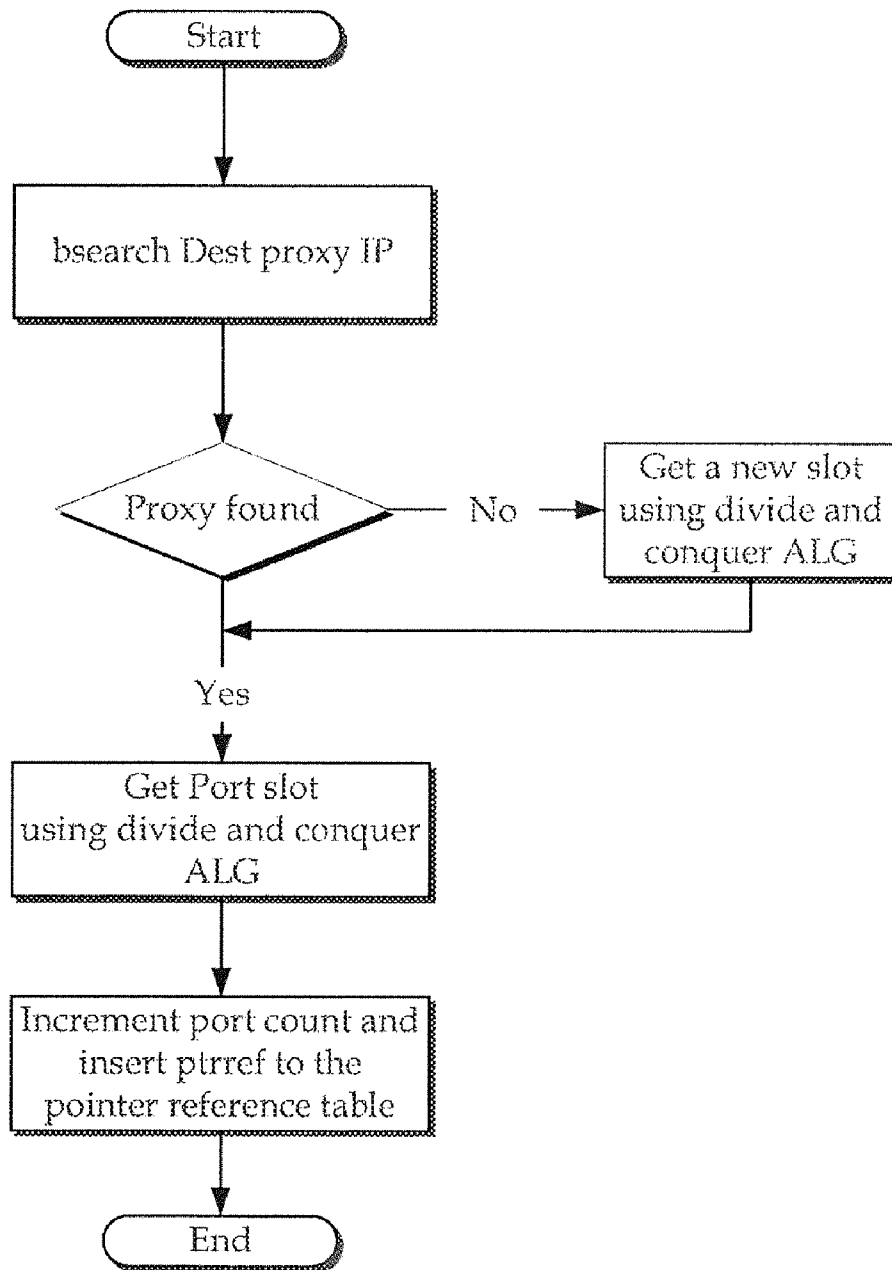 Start
bsearch Dest proxy IP
Proxy found
No
Get a new slot
using divide and
conquer ALG
Yes
Get Port slot
using divide and conquer
ALG
Increment port count and
insert ptrref to the
pointer reference table
End